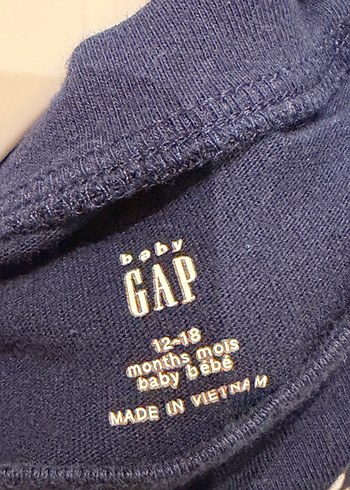 baby
GAP
12-18
months mois
baby bébé
MADE IN VIETNAM